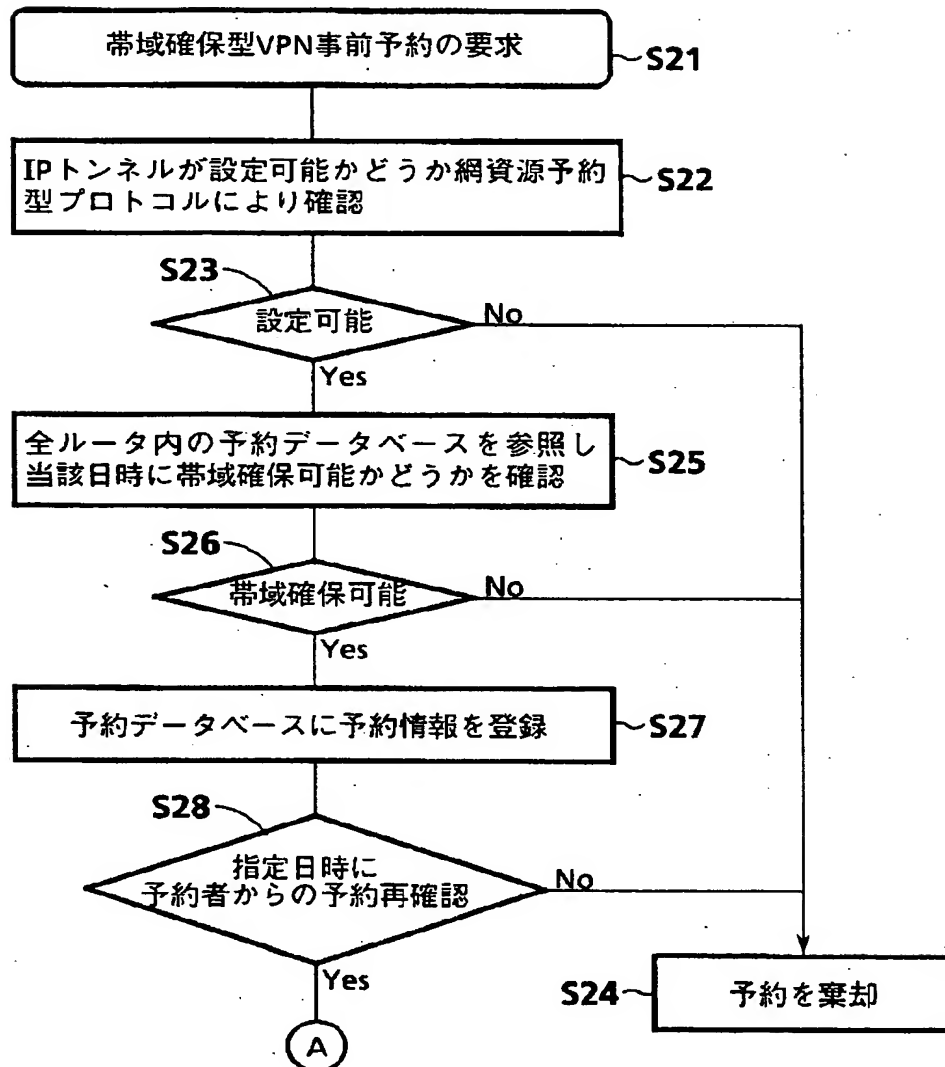 帯域確保型VPN事前予約の要求
S21
IPトンネルが設定可能かどうか網資源予約
型プロトコルにより確認
S22
S23
設定可能
No
Yes
全ルータ内の予約データベースを参照し
当該日時に帯域確保可能かどうかを確認
S25
S26
帯域確保可能
No
Yes
予約データベースに予約情報を登録
S27
S28
指定日時に
予約者からの予約再確認
No
Yes
S24
予約を棄却
A